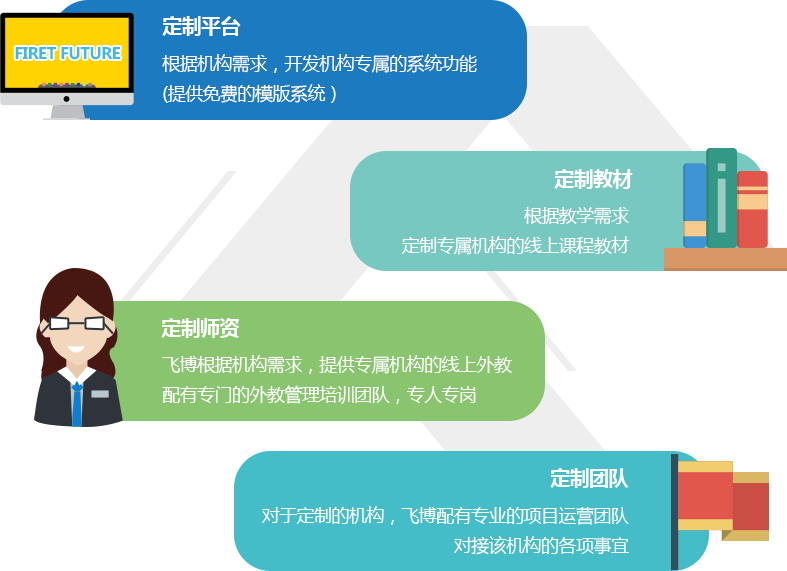 FIRET FUTURE
定制平台
根据机构需求，开发机构专属的系统功能
(提供免费的模版系统）
定制教材
根据教学需求
定制专属机构的线上课程教材
定制师资
飞博根据机构需求，提供专属机构的线上外教
配有专门的外教管理培训团队，专人专岗
定制团队
对于定制的机构，飞博配有专业的项目运营团队
对接该机构的各项事宜